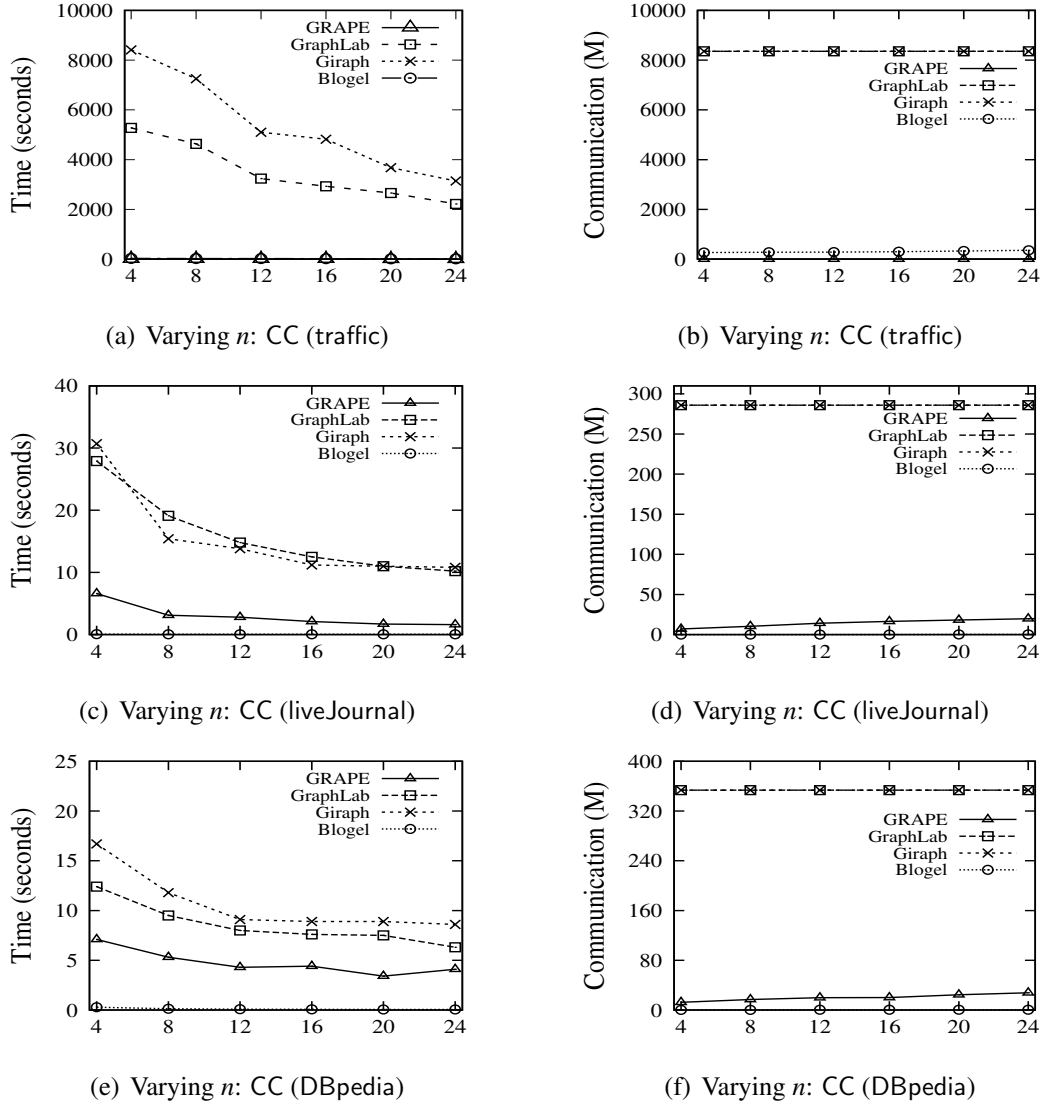 10000
8000
6000
4000
2000
0
4 8 12 16 20 24
Time (seconds)
GRAPE
GraphLab
Giraph
Blogel
(a) Varying n: CC (traffic)
10000
8000
6000
4000
2000
0
4 8 12 16 20 24
Communication (M)
GRAPE
GraphLab
Giraph
Blogel
(b) Varying n: CC (traffic)
40
30
20
10
0
4 8 12 16 20 24
Time (seconds)
GRAPE
GraphLab
Giraph
Blogel
(c) Varying n: CC (liveJournal)
300
250
200
150
100
50
0
4 8 12 16 20 24
Communication (M)
GRAPE
GraphLab
Giraph
Blogel
(d) Varying n: CC (liveJournal)
25
20
15
10
5
0
4 8 12 16 20 24
Time (seconds)
GRAPE
GraphLab
Giraph
Blogel
(e) Varying n: CC (DBpedia)
400
360
240
160
80
0
4 8 12 16 20 24
Communication (M)
GRAPE
GraphLab
Giraph
Blogel
(f) Varying n: CC (DBpedia)